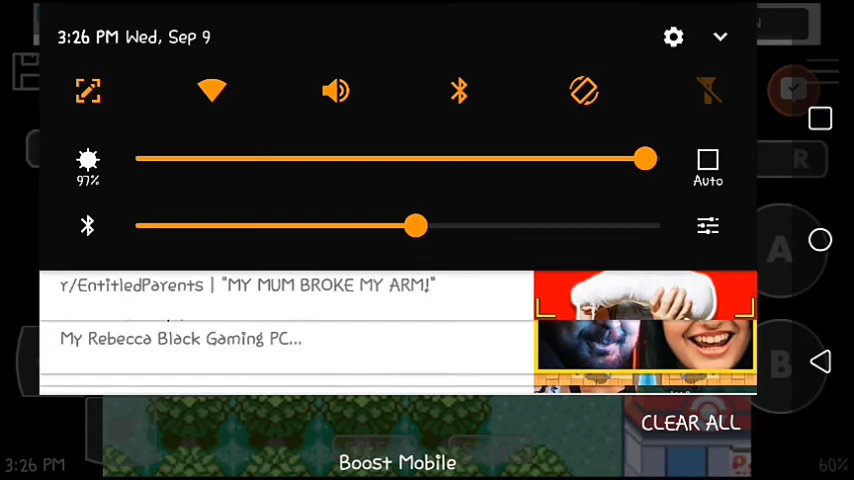 3:26 PM Wed, Sep 9
97%
Auto
r/EntitledParents | "MY MUM BROKE MY ARM!"
My Rebecca Black Gaming PC...
R
A
B
CLEAR ALL
3:26 PM
Boost Mobile
60%